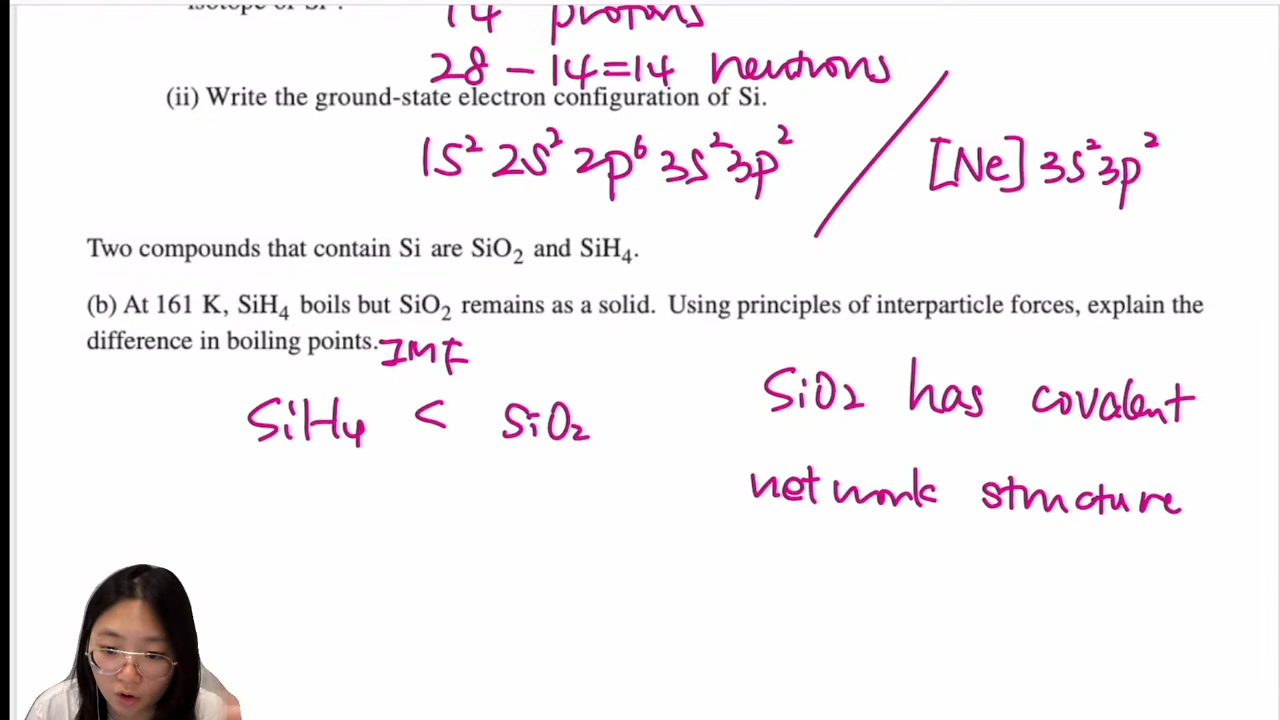 isotope of Si .
14 protons
28 - 14 = 14 neutrons
(ii) Write the ground-state electron configuration of Si.
1s² 2s² 2p⁶ 3s² 3p² / [Ne] 3s² 3p²
Two compounds that contain Si are SiO₂ and SiH₄.
(b) At 161 K, SiH₄ boils but SiO₂ remains as a solid. Using principles of interparticle forces, explain the
difference in boiling points.
IMF
SiH₄ < SiO₂
SiO₂ has covalent
network structure